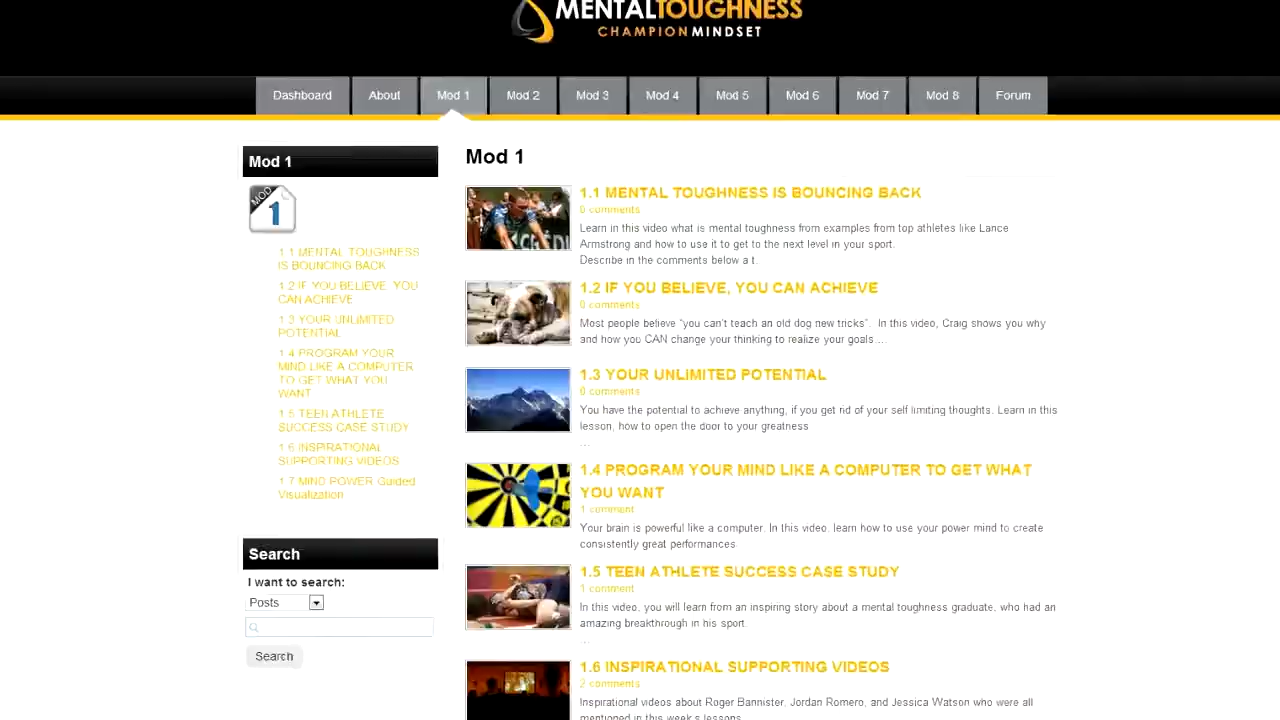 MENTALTOUGHNESS
CHAMPION MINDSET
Dashboard About Mod 1 Mod 2 Mod 3 Mod 4 Mod 5 Mod 6 Mod 7 Mod 8 Forum
Mod 1
MOD
1
1.1 MENTAL TOUGHNESS
IS BOUNCING BACK
1.2 IF YOU BELIEVE, YOU
CAN ACHIEVE
1.3 YOUR UNLIMITED
POTENTIAL
1.4 PROGRAM YOUR
MIND LIKE A COMPUTER
TO GET WHAT YOU
WANT
1.5 TEEN ATHLETE
SUCCESS CASE STUDY
1.6 INSPIRATIONAL
SUPPORTING VIDEOS
1.7 MIND POWER Guided
Visualization
Search
I want to search:
Posts
Search
Mod 1
1.1 MENTAL TOUGHNESS IS BOUNCING BACK
6 comments
Learn in this video what is mental toughness from examples from top athletes like Lance
Armstrong and how to use it to get to the next level in your sport.
Describe in the comments below a t.
1.2 IF YOU BELIEVE, YOU CAN ACHIEVE
0 comments
Most people believe "you can't teach an old dog new tricks". In this video, Craig shows you why
and how you CAN change your thinking to realize your goals ...
1.3 YOUR UNLIMITED POTENTIAL
0 comments
You have the potential to achieve anything, if you get rid of your self limiting thoughts. Learn in this
lesson, how to open the door to your greatness
...
1.4 PROGRAM YOUR MIND LIKE A COMPUTER TO GET WHAT
YOU WANT
1 comment
Your brain is powerful like a computer. In this video, learn how to use your power mind to create
consistently great performances.
1.5 TEEN ATHLETE SUCCESS CASE STUDY
1 comment
In this video, you will learn from an inspiring story about a mental toughness graduate, who had an
amazing breakthrough in his sport.
...
1.6 INSPIRATIONAL SUPPORTING VIDEOS
2 comments
Inspirational videos about Roger Bannister, Jordan Romero, and Jessica Watson who were all
mentioned in this week's lessons.